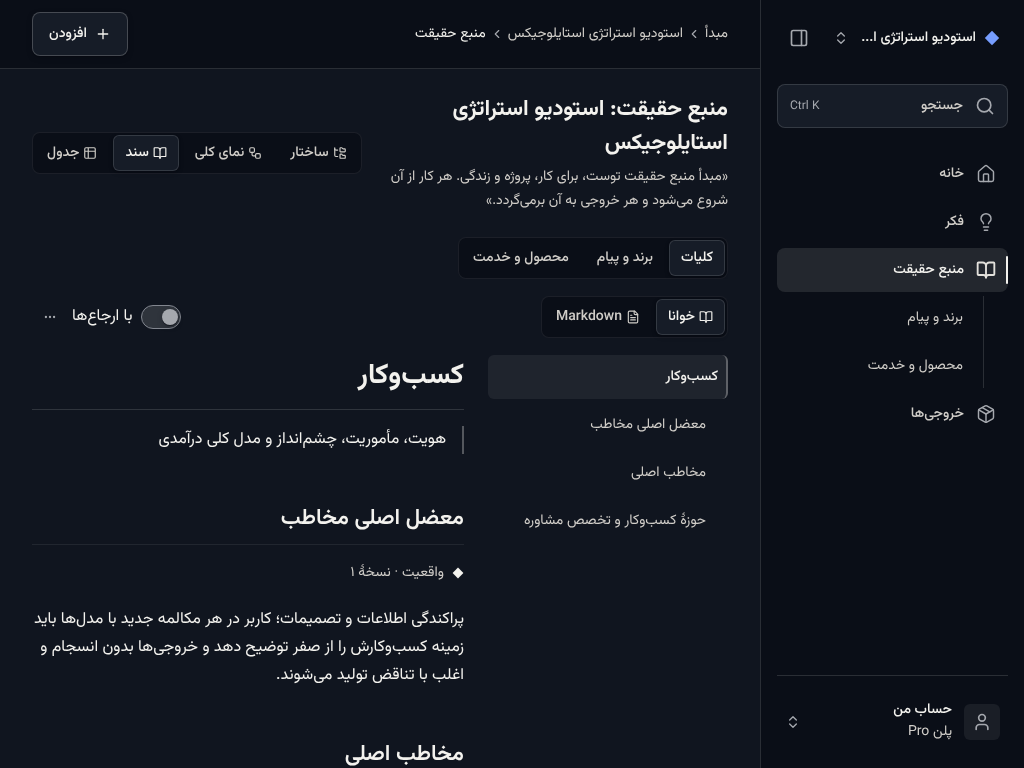 استودیو استراتژی ا...
جستجو
Ctrl K
خانه
فکر
منبع حقیقت
برند و پیام
محصول و خدمت
خروجی‌ها
حساب من
پلن Pro
مبدأ › استودیو استراتژی استایلوجیکس › منبع حقیقت
+ افزودن
منبع حقیقت: استودیو استراتژی
استایلوجیکس
«مبدأ منبع حقیقت توست، برای کار، پروژه و زندگی. هر کار از آن
شروع می‌شود و هر خروجی به آن برمی‌گردد.»
ساختار
نمای کلی
سند
جدول
کلیات
برند و پیام
محصول و خدمت
خوانا
Markdown
با ارجاع‌ها
...
کسب‌وکار
معضل اصلی مخاطب
مخاطب اصلی
حوزهٔ کسب‌وکار و تخصص مشاوره
کسب‌وکار
هویت، مأموریت، چشم‌انداز و مدل کلی درآمدی
معضل اصلی مخاطب
واقعیت · نسخهٔ ۱
پراکندگی اطلاعات و تصمیمات؛ کاربر در هر مکالمه جدید با مدل‌ها باید
زمینه کسب‌وکارش را از صفر توضیح دهد و خروجی‌ها بدون انسجام و
اغلب با تناقض تولید می‌شوند.
مخاطب اصلی